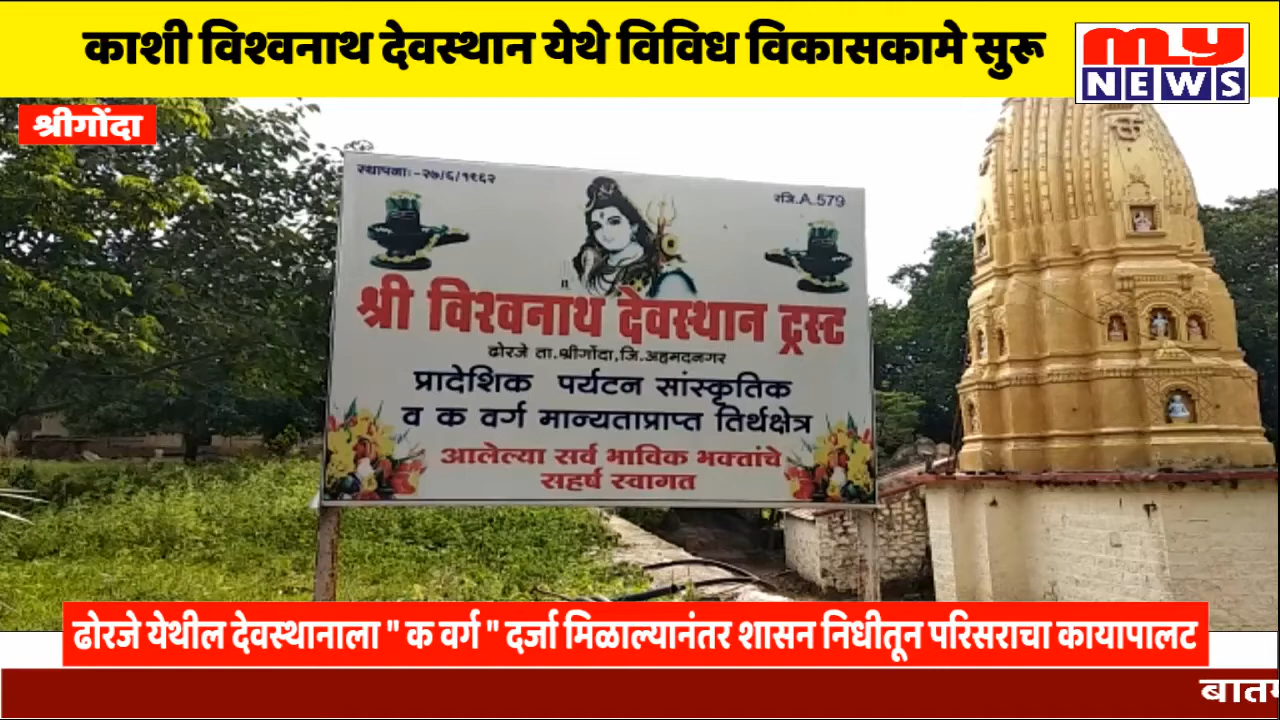 काशी विश्वनाथ देवस्थान येथे विविध विकासकामे सुरू
my
NEWS
श्रीगोंदा
स्थापना:-२७/६/१९६२
रजि.A.579
श्री विश्वनाथ देवस्थान ट्रस्ट
ढोरजे ता.श्रीगोंदा,जि.अहमदनगर
प्रादेशिक पर्यटन सांस्कृतिक
व क वर्ग मान्यताप्राप्त तिर्थक्षेत्र
आलेल्या सर्व भाविक भक्तांचे
सहर्ष स्वागत
ढोरजे येथील देवस्थानाला " क वर्ग " दर्जा मिळाल्यानंतर शासन निधीतून परिसराचा कायापालट